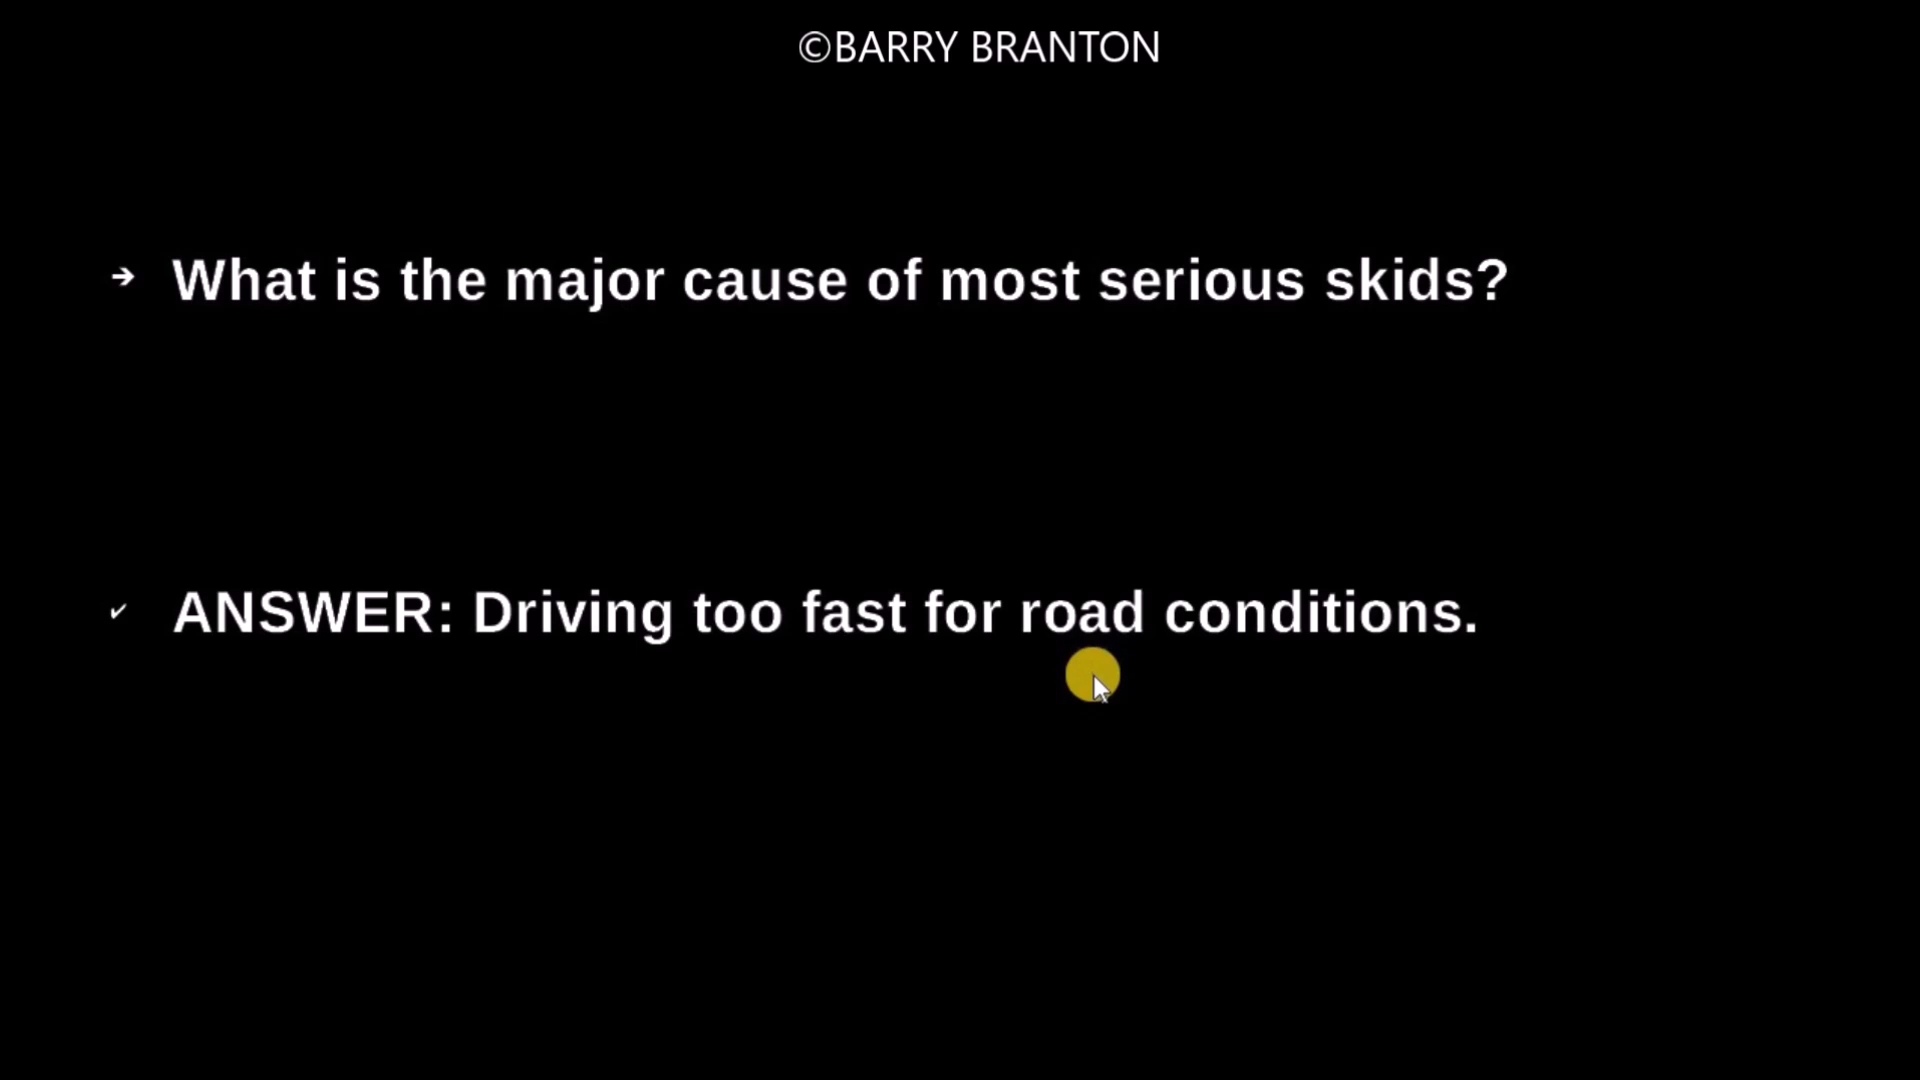 ©BARRY BRANTON
➔ What is the major cause of most serious skids?
✓ ANSWER: Driving too fast for road conditions.